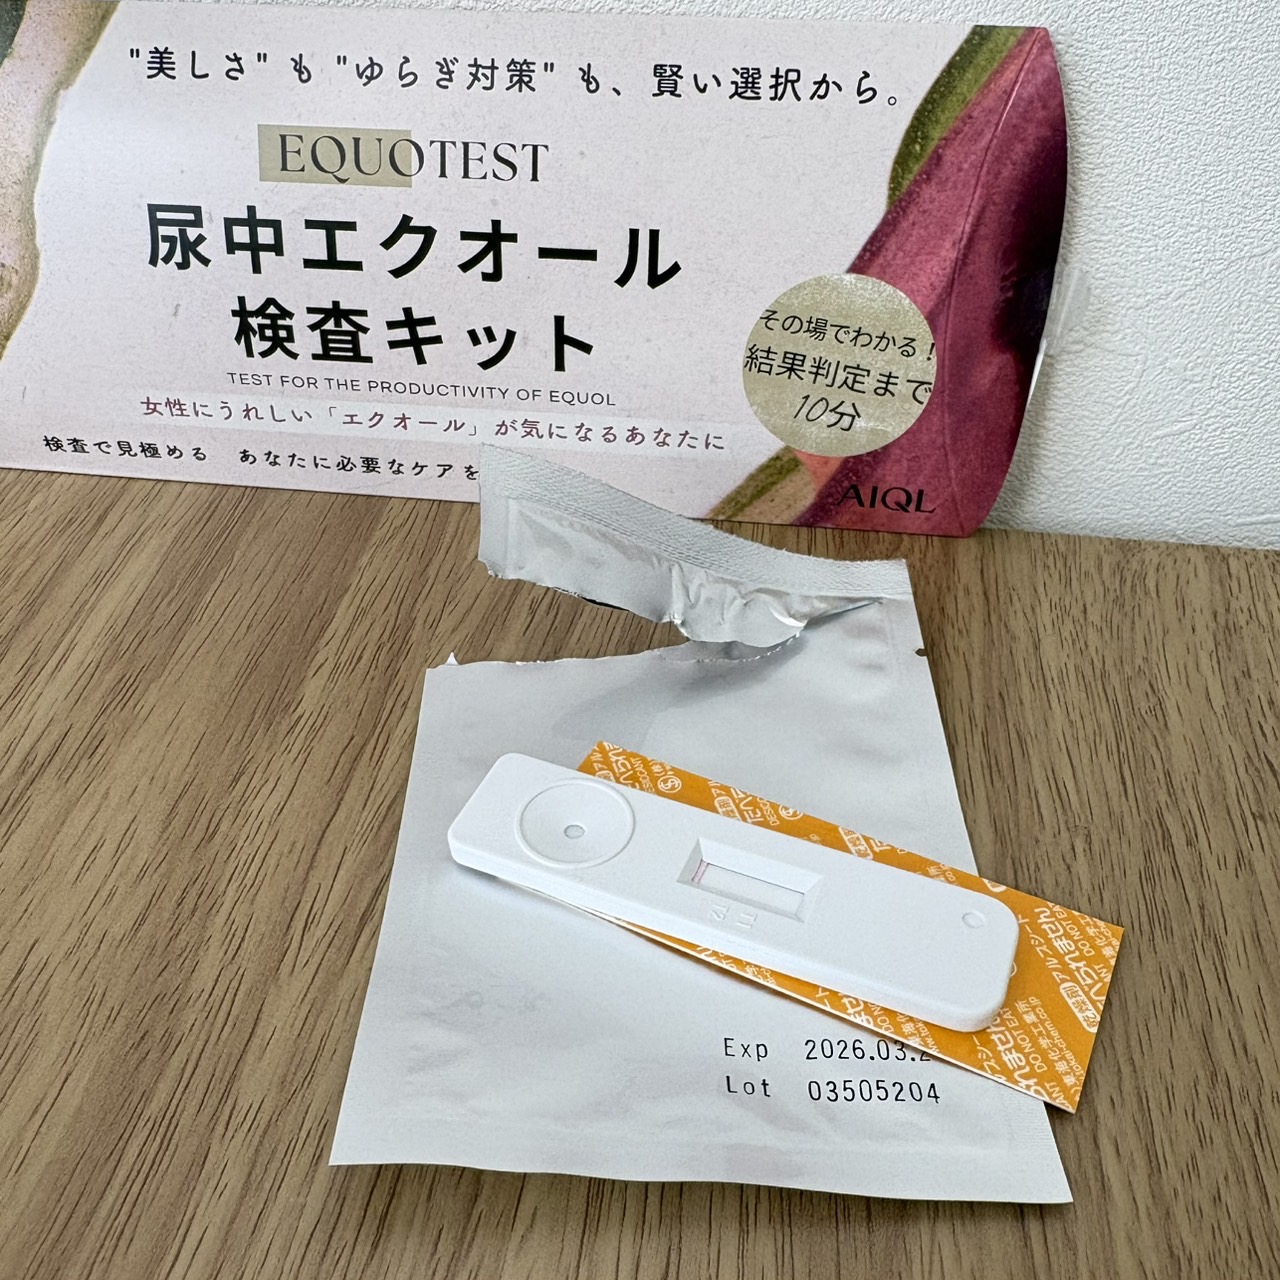 "美しさ" も "ゆらぎ対策" も、賢い選択から。
EQUOTEST
尿中エクオール
検査キット
TEST FOR THE PRODUCTIVITY OF EQUOL
女性にうれしい「エクオール」が気になるあなたに
検査で見極める あなたに必要なケアを
その場でわかる!
結果判定まで
10分
AIQL
Exp 2026.03.2
Lot 03505204
DO NOT EAT